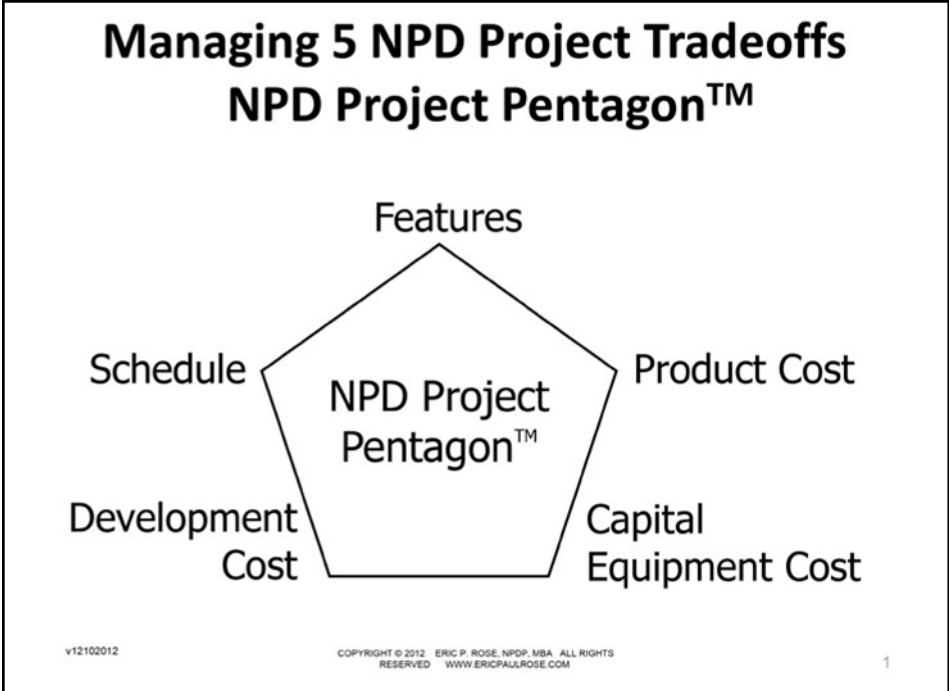 Managing 5 NPD Project Tradeoffs
NPD Project Pentagon™
Features
Schedule
Product Cost
NPD Project
Pentagon™
Development
Cost
Capital
Equipment Cost
v12102012
COPYRIGHT © 2012 ERIC P. ROSE, NPDP, MBA ALL RIGHTS
RESERVED WWW.ERICPAULROSE.COM
1